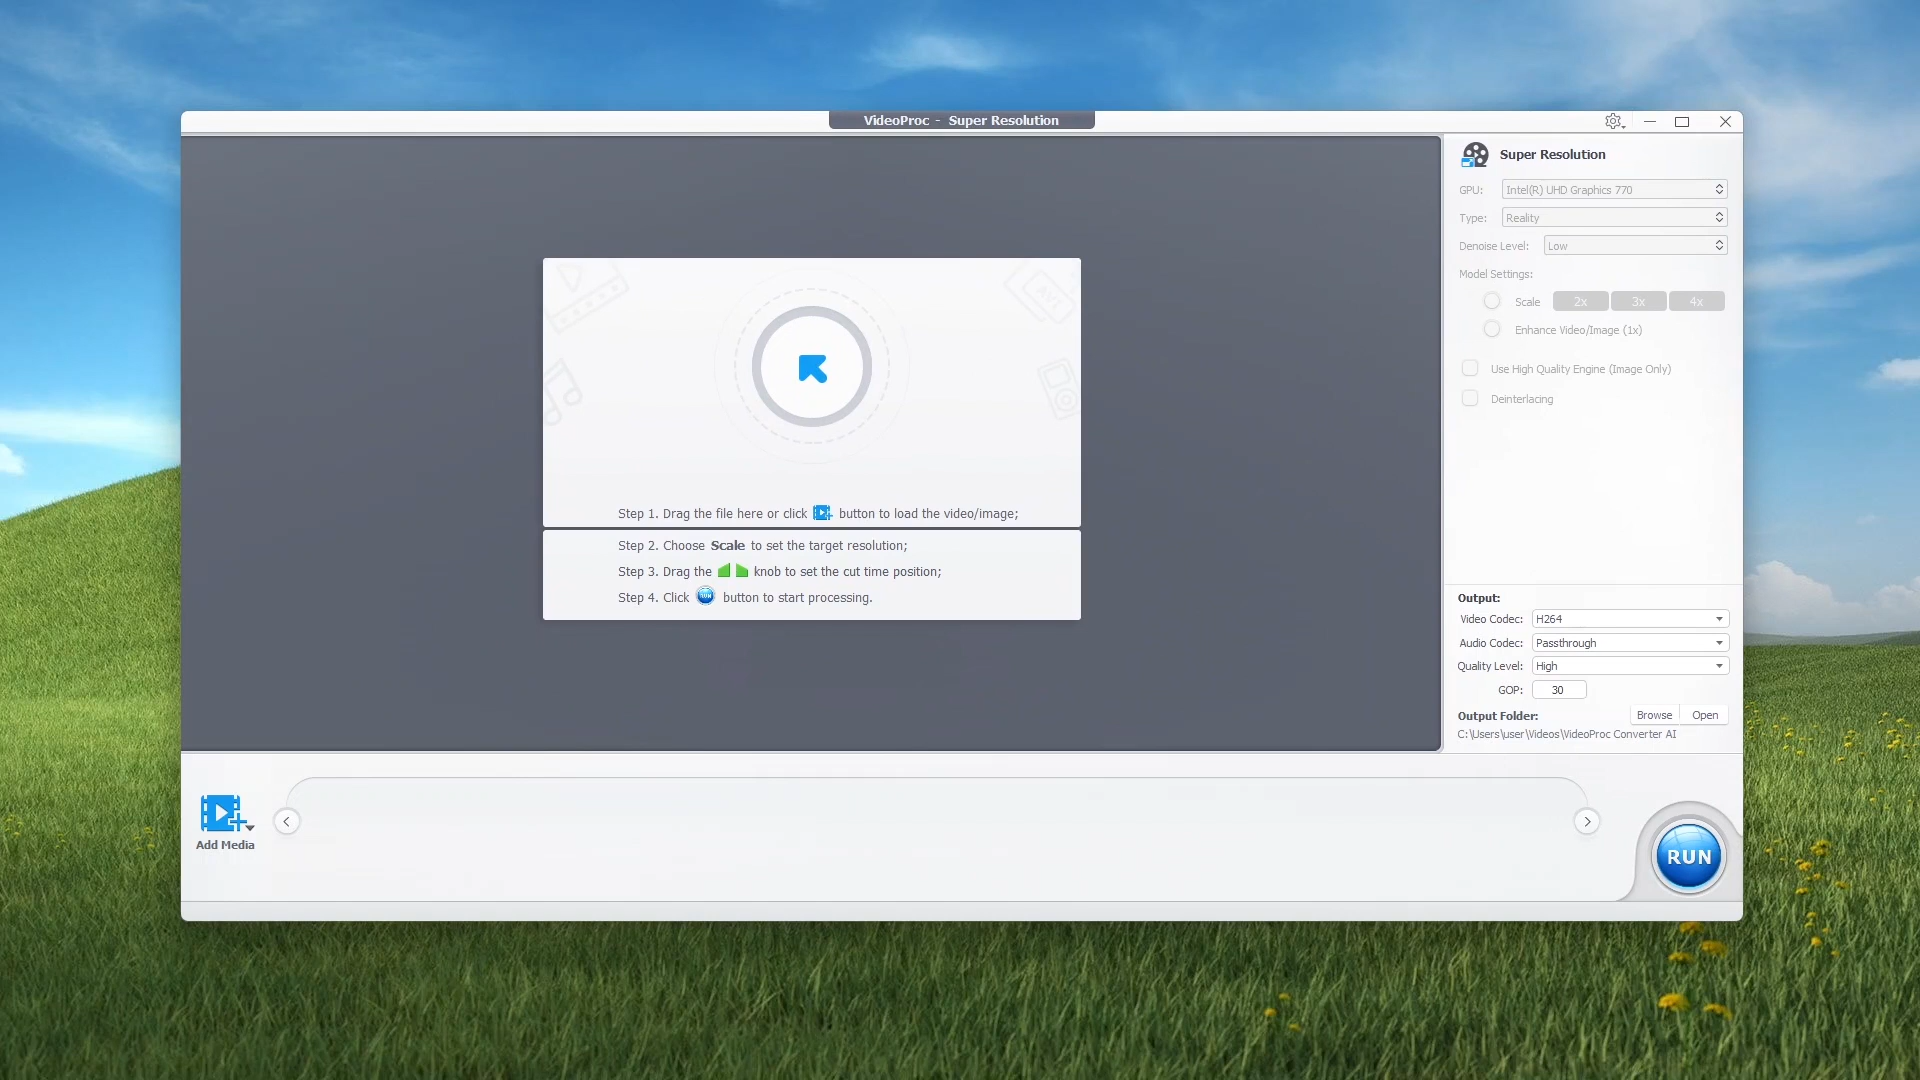 VideoProc - Super Resolution
Super Resolution
GPU: Intel(R) UHD Graphics 770
Type: Reality
Denoise Level: Low
Model Settings:
Scale 2x 3x 4x
Enhance Video/Image (1x)
Use High Quality Engine (Image Only)
Deinterlacing
AVI
Step 1. Drag the file here or click button to load the video/image;
Step 2. Choose Scale to set the target resolution;
Step 3. Drag the knob to set the cut time position;
Step 4. Click RUN button to start processing.
Output:
Video Codec: H264
Audio Codec: Passthrough
Quality Level: High
GOP: 30
Output Folder: Browse Open
C:\Users\user\Videos\VideoProc Converter AI
Add Media
RUN